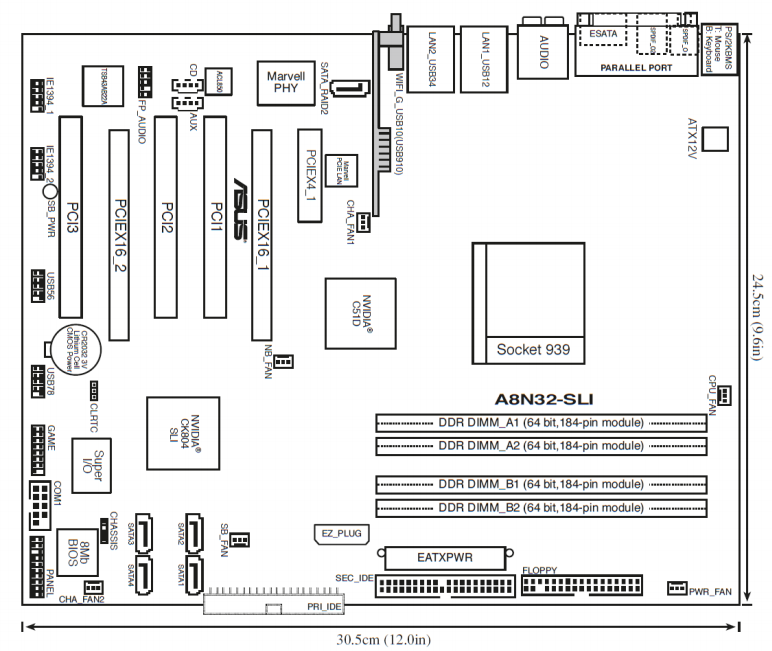 ESATA
SPDIF_O2
SPDIF_O1
PS/2KBMS
T: Mouse
B: Keyboard
PARALLEL PORT
AUDIO
LAN1_USB12
LAN2_USB34
WIFI_G_USB10(USB910)
SATA_RAID2
Marvell
PHY
CD
AUX
FP_AUDIO
IE1394_1
IE1394_2
SB_PWR
ATX12V
PCI3
PCIEX16_2
PCI2
PCI1
ASUS
PCIEX16_1
PCIEX4_1
Marvell
PCIE LAN
CHA_FAN1
NVIDIA®
C51D
Socket 939
24.5cm (9.6in)
USB56
CR2032 3V
Lithium Cell
CMOS Power
NB_FAN
USB78
CLRTC
CPU_FAN
A8N32-SLI
NVIDIA®
CK804
SLI
DDR DIMM_A1 (64 bit,184-pin module)
DDR DIMM_A2 (64 bit,184-pin module)
DDR DIMM_B1 (64 bit,184-pin module)
DDR DIMM_B2 (64 bit,184-pin module)
GAME
Super
I/O
COM1
CHASSIS
8Mb
BIOS
SATA3
SATA2
SATA4
SATA1
SB_FAN
EZ_PLUG
EATXPWR
SEC_IDE
FLOPPY
PWR_FAN
PANEL
CHA_FAN2
PRI_IDE
30.5cm (12.0in)